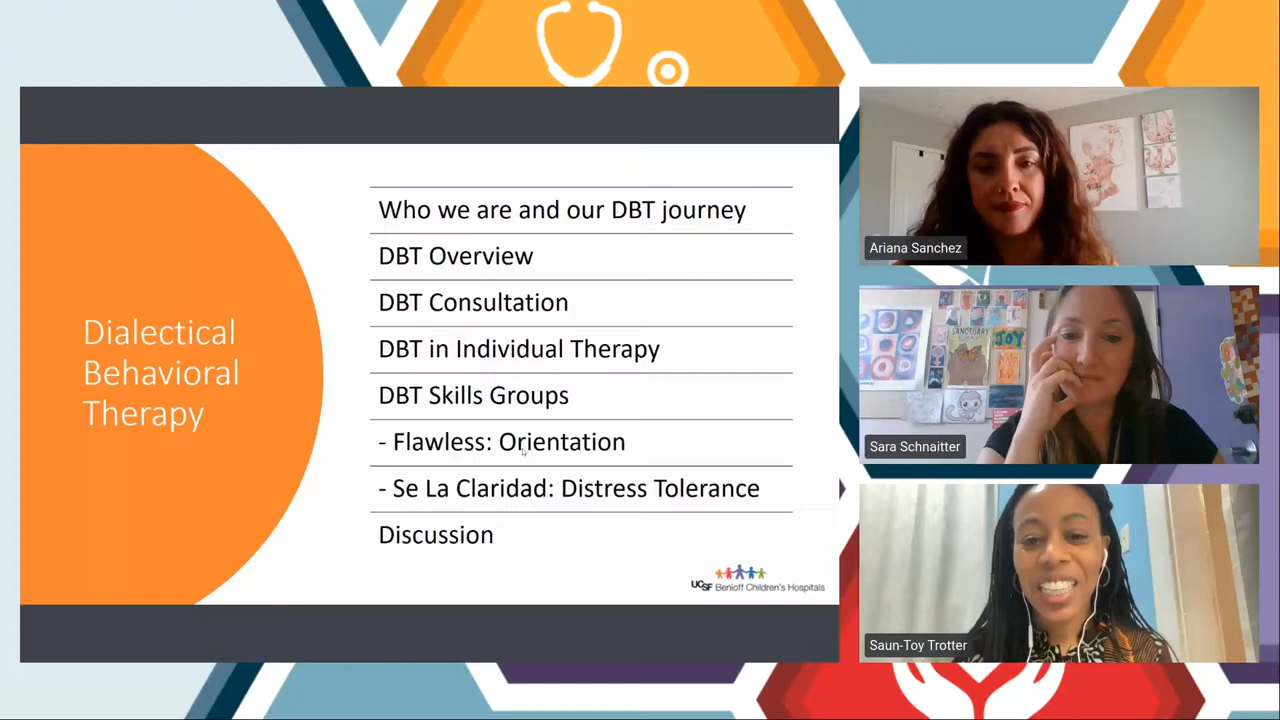 Dialectical
Behavioral
Therapy
Who we are and our DBT journey
DBT Overview
DBT Consultation
DBT in Individual Therapy
DBT Skills Groups
- Flawless: Orientation
- Se La Claridad: Distress Tolerance
Discussion
UCSF Benioff Children's Hospitals
Ariana Sanchez
SANCTUARY
JOY
Sara Schnaitter
Saun-Toy Trotter